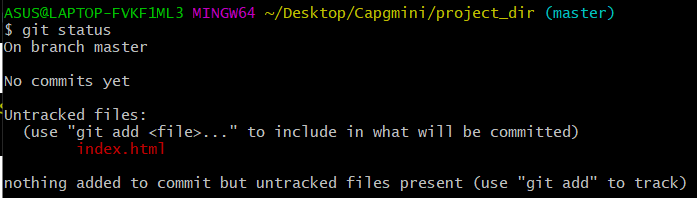 ASUS@LAPTOP-FVKF1ML3 MINGW64 ~/Desktop/Capgmini/project_dir (master)
$ git status
On branch master
No commits yet
Untracked files:
  (use "git add <file>..." to include in what will be committed)
        index.html
nothing added to commit but untracked files present (use "git add" to track)